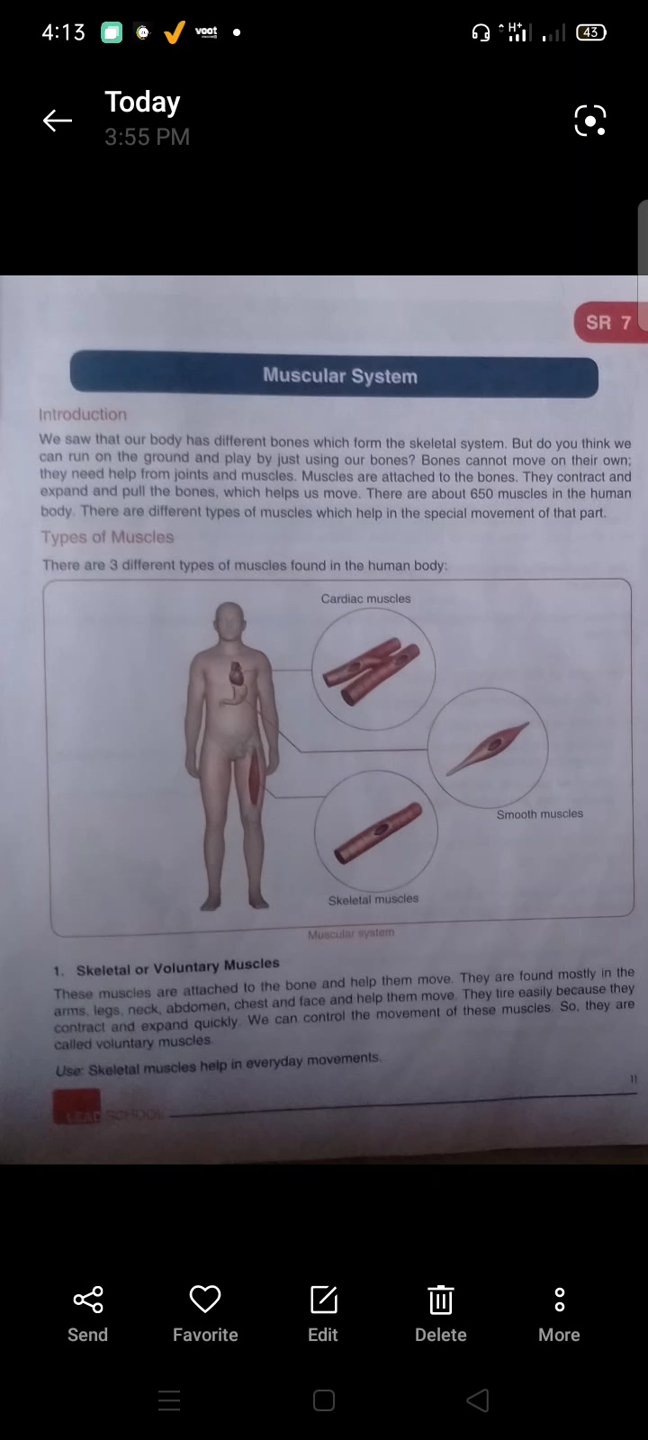 4:13
voot
H+
43
Today
3:55 PM
SR 7
Muscular System
Introduction
We saw that our body has different bones which form the skeletal system. But do you think we
can run on the ground and play by just using our bones? Bones cannot move on their own;
they need help from joints and muscles. Muscles are attached to the bones. They contract and
expand and pull the bones, which helps us move. There are about 650 muscles in the human
body. There are different types of muscles which help in the special movement of that part.
Types of Muscles
There are 3 different types of muscles found in the human body:
Cardiac muscles
Smooth muscles
Skeletal muscles
Muscular system
1. Skeletal or Voluntary Muscles
These muscles are attached to the bone and help them move. They are found mostly in the
arms, legs, neck, abdomen, chest and face and help them move. They tire easily because they
contract and expand quickly. We can control the movement of these muscles. So, they are
called voluntary muscles.
Use: Skeletal muscles help in everyday movements.
11
LEAD SCHOOL
Send
Favorite
Edit
Delete
More